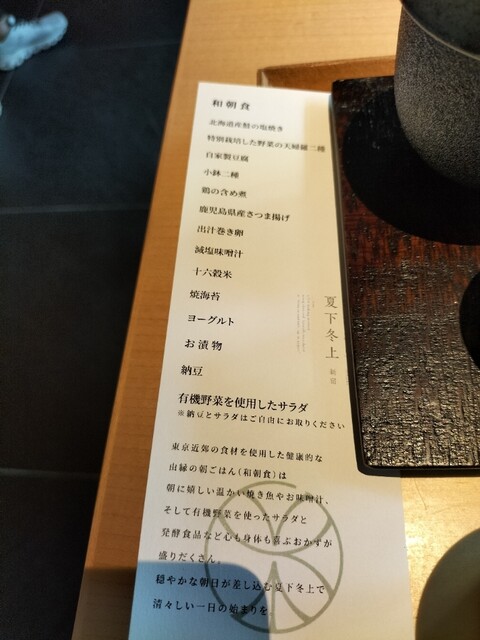 和朝食
北海道産鮭の塩焼き
特別栽培した野菜の天婦羅二種
自家製豆腐
小鉢二種
鶏の含め煮
鹿児島県産さつま揚げ
出汁巻き卵
減塩味噌汁
十六穀米
焼海苔
ヨーグルト
お漬物
納豆
有機野菜を使用したサラダ
※納豆とサラダはご自由にお取りください
東京近郊の食材を使用した健康的な
山縁の朝ごはん(和朝食)は
朝に嬉しい温かい焼き魚やお味噌汁、
そして有機野菜を使ったサラダと
発酵食品など心も身体も喜ぶおかずが
盛りだくさん。
穏やかな朝日が差し込む夏下冬上で
清々しい一日の始まりを。
夏下冬上 新宿